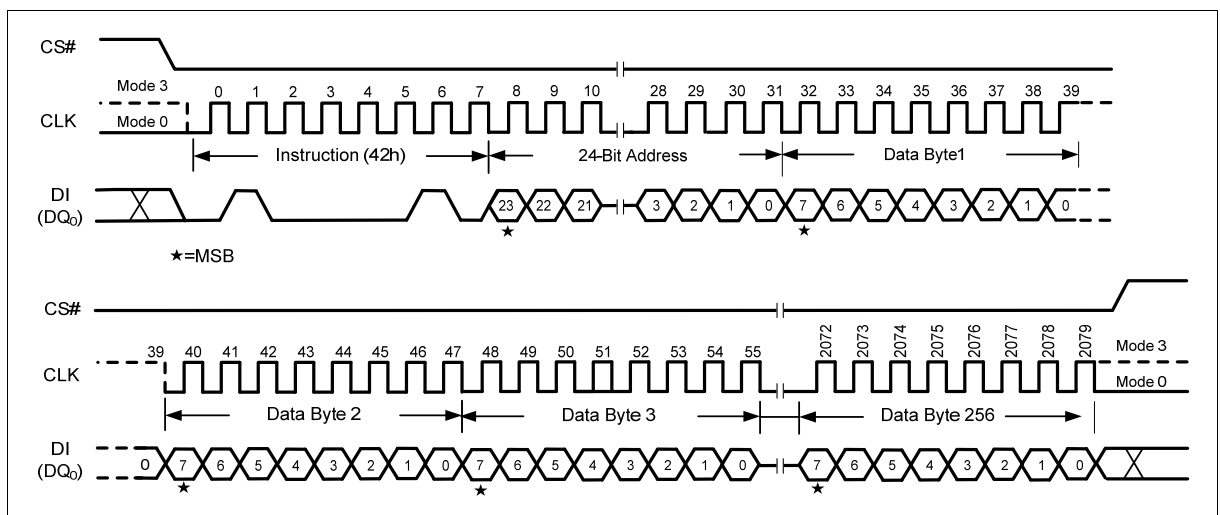 CS#
Mode 3
0 1 2 3 4 5 6 7 8 9 10 28 29 30 31 32 33 34 35 36 37 38 39
CLK
Mode 0
Instruction (42h)
24-Bit Address
Data Byte1
DI
(DQ0)
23 22 21 3 2 1 0 7 6 5 4 3 2 1 0
★ ★
★=MSB
CS#
39 40 41 42 43 44 45 46 47 48 49 50 51 52 53 54 55 2072 2073 2074 2075 2076 2077 2078 2079
Mode 3
CLK
Mode 0
Data Byte 2
Data Byte 3
Data Byte 256
DI
(DQ0)
0 7 6 5 4 3 2 1 0 7 6 5 4 3 2 1 0 7 6 5 4 3 2 1 0
★ ★ ★